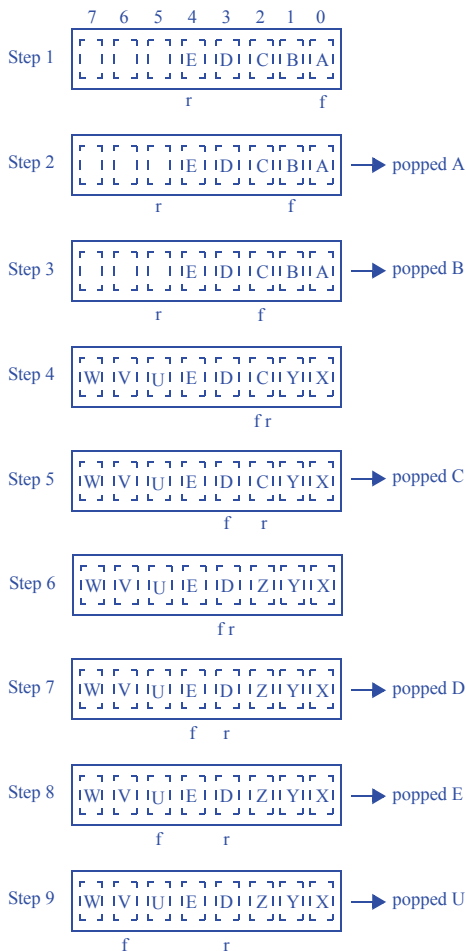 7 6 5 4 3 2 1 0
Step 1 E D C B A
r f
Step 2 E D C B A popped A
r f
Step 3 E D C B A popped B
r f
Step 4 W V U E D C Y X
f r
Step 5 W V U E D C Y X popped C
f r
Step 6 W V U E D Z Y X
f r
Step 7 W V U E D Z Y X popped D
f r
Step 8 W V U E D Z Y X popped E
f r
Step 9 W V U E D Z Y X popped U
f r